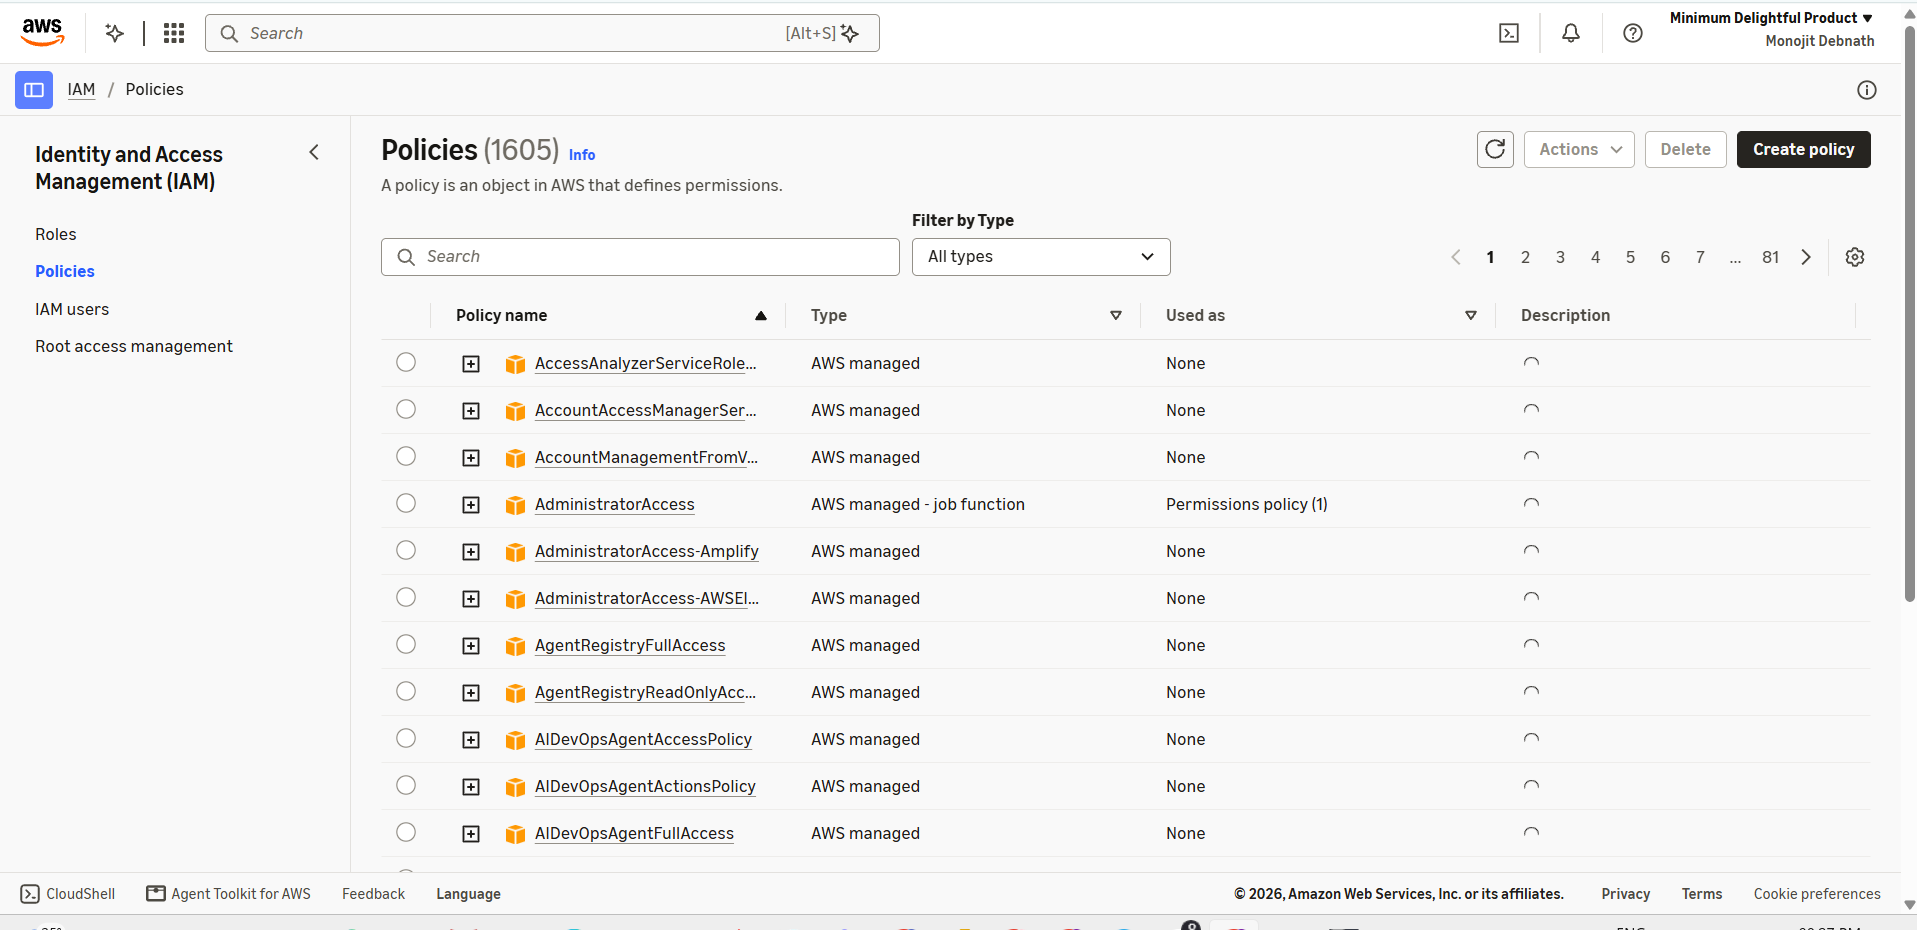 aws
Search [Alt+S]
Minimum Delightful Product
Monojit Debnath
IAM / Policies
Identity and Access
Management (IAM)
Roles
Policies
IAM users
Root access management
Policies (1605) Info
A policy is an object in AWS that defines permissions.
Actions
Delete
Create policy
Filter by Type
Search
All types
1 2 3 4 5 6 7 ... 81
Policy name Type Used as Description
AccessAnalyzerServiceRole... AWS managed None
AccountAccessManagerSer... AWS managed None
AccountManagementFromV... AWS managed None
AdministratorAccess AWS managed - job function Permissions policy (1)
AdministratorAccess-Amplify AWS managed None
AdministratorAccess-AWSEl... AWS managed None
AgentRegistryFullAccess AWS managed None
AgentRegistryReadOnlyAcc... AWS managed None
AIDevOpsAgentAccessPolicy AWS managed None
AIDevOpsAgentActionsPolicy AWS managed None
AIDevOpsAgentFullAccess AWS managed None
CloudShell Agent Toolkit for AWS Feedback Language © 2026, Amazon Web Services, Inc. or its affiliates. Privacy Terms Cookie preferences